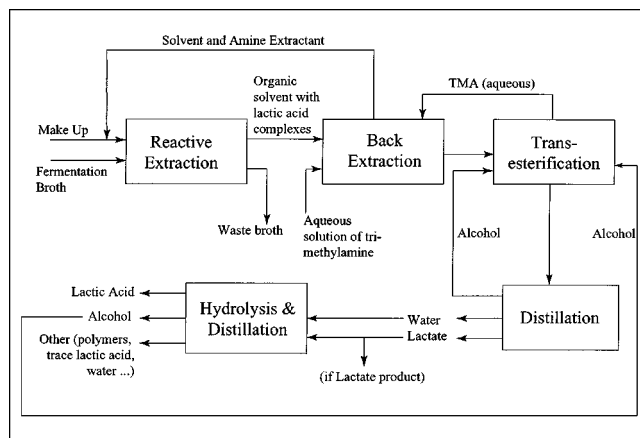 Solvent and Amine Extractant
Organic
solvent with
lactic acid
complexes
TMA (aqueous)
Make Up
Reactive
Extraction
Back
Extraction
Trans-
esterification
Fermentation
Broth
Waste broth
Aqueous
solution of tri-
methylamine
Alcohol
Alcohol
Lactic Acid
Alcohol
Other (polymers,
trace lactic acid,
water ...)
Hydrolysis &
Distillation
Water
Lactate
Distillation
(if Lactate product)